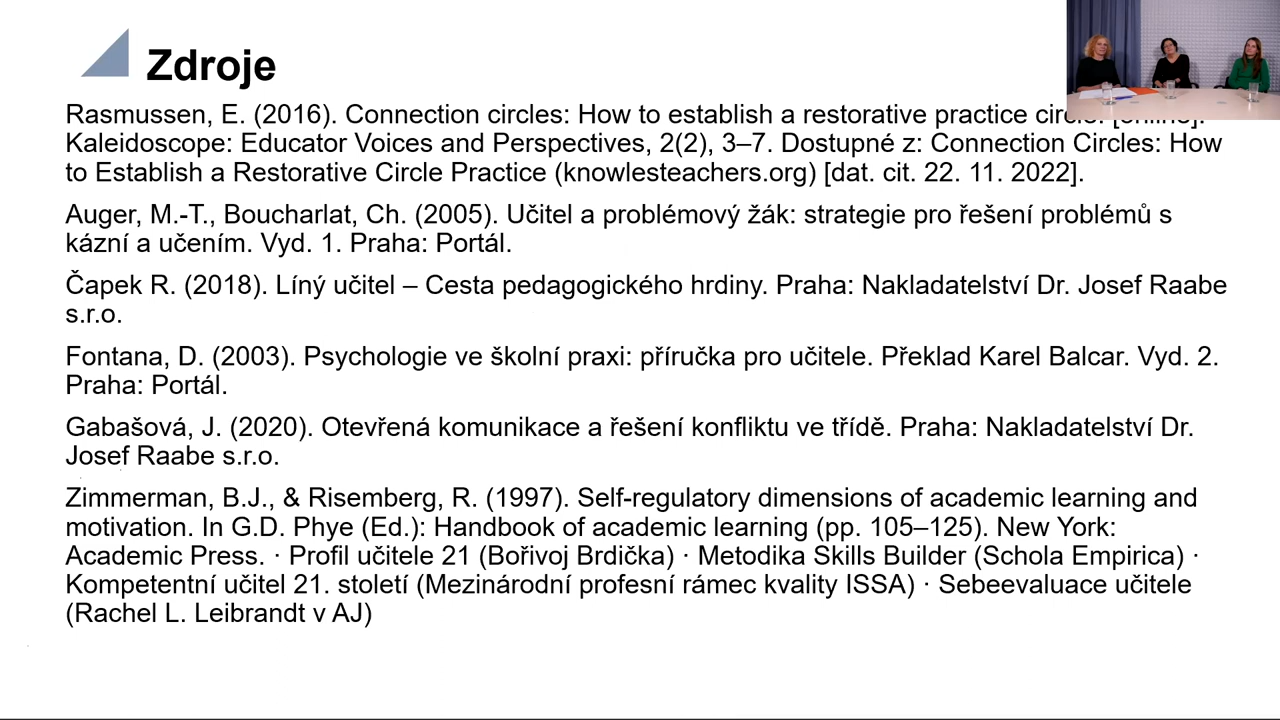 Zdroje
Rasmussen, E. (2016). Connection circles: How to establish a restorative practice circle. [online].
Kaleidoscope: Educator Voices and Perspectives, 2(2), 3–7. Dostupné z: Connection Circles: How
to Establish a Restorative Circle Practice (knowlesteachers.org) [dat. cit. 22. 11. 2022].
Auger, M.-T., Boucharlat, Ch. (2005). Učitel a problémový žák: strategie pro řešení problémů s
kázní a učením. Vyd. 1. Praha: Portál.
Čapek R. (2018). Líný učitel – Cesta pedagogického hrdiny. Praha: Nakladatelství Dr. Josef Raabe
s.r.o.
Fontana, D. (2003). Psychologie ve školní praxi: příručka pro učitele. Překlad Karel Balcar. Vyd. 2.
Praha: Portál.
Gabašová, J. (2020). Otevřená komunikace a řešení konfliktu ve třídě. Praha: Nakladatelství Dr.
Josef Raabe s.r.o.
Zimmerman, B.J., & Risemberg, R. (1997). Self-regulatory dimensions of academic learning and
motivation. In G.D. Phye (Ed.): Handbook of academic learning (pp. 105–125). New York:
Academic Press. · Profil učitele 21 (Bořivoj Brdička) · Metodika Skills Builder (Schola Empirica) ·
Kompetentní učitel 21. století (Mezinárodní profesní rámec kvality ISSA) · Sebeevaluace učitele
(Rachel L. Leibrandt v AJ)